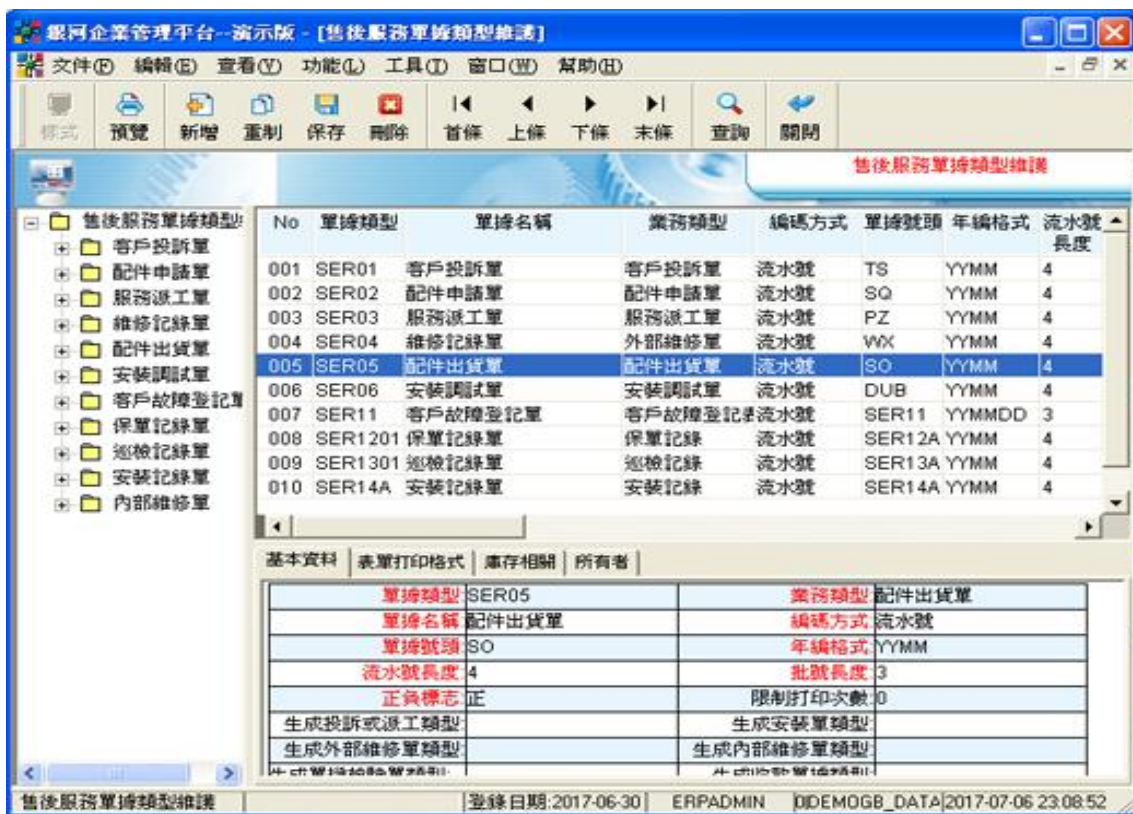 銀河企業管理平台--演示版 - [售後服務單據類型維護]
文件(F) 編輯(E) 查看(V) 功能(L) 工具(T) 窗口(W) 幫助(H)
樣式 預覽 新增 重制 保存 刪除 首條 上條 下條 末條 查詢 關閉
售後服務單據類型維護
售後服務單據類型
客戶投訴單
配件申請單
服務派工單
維修記錄單
配件出貨單
安裝調試單
客戶故障登記單
保單記錄單
巡檢記錄單
安裝記錄單
內部維修單
No 單據類型 單據名稱 業務類型 編碼方式 單據號頭 年編格式 流水號長度
001 SER01 客戶投訴單 客戶投訴單 流水號 TS YYMM 4
002 SER02 配件申請單 配件申請單 流水號 SQ YYMM 4
003 SER03 服務派工單 服務派工單 流水號 PZ YYMM 4
004 SER04 維修記錄單 外部維修單 流水號 WX YYMM 4
005 SER05 配件出貨單 配件出貨單 流水號 SO YYMM 4
006 SER06 安裝調試單 安裝調試單 流水號 DUB YYMM 4
007 SER11 客戶故障登記單 客戶故障登記表 流水號 SER11 YYMMDD 3
008 SER1201 保單記錄單 保單記錄 流水號 SER12A YYMM 4
009 SER1301 巡檢記錄單 巡檢記錄 流水號 SER13A YYMM 4
010 SER14A 安裝記錄單 安裝記錄 流水號 SER14A YYMM 4
基本資料 表單打印格式 庫存相關 所有者
單據類型 SER05 業務類型 配件出貨單
單據名稱 配件出貨單 編碼方式 流水號
單據號頭 SO 年編格式 YYMM
流水號長度 4 批號長度 3
正負標志 正 限制打印次數 0
生成投訴或派工類型: 生成安裝單類型:
生成外部維修單類型: 生成內部維修單類型:
售後服務單據類型維護 登錄日期:2017-06-30 ERPADMIN DEMOGB_DATA 2017-07-06 23:08:52